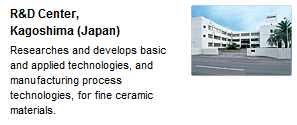 R&D Center,
Kagoshima (Japan)
Researches and develops basic
and applied technologies, and
manufacturing process
technologies, for fine ceramic
materials.